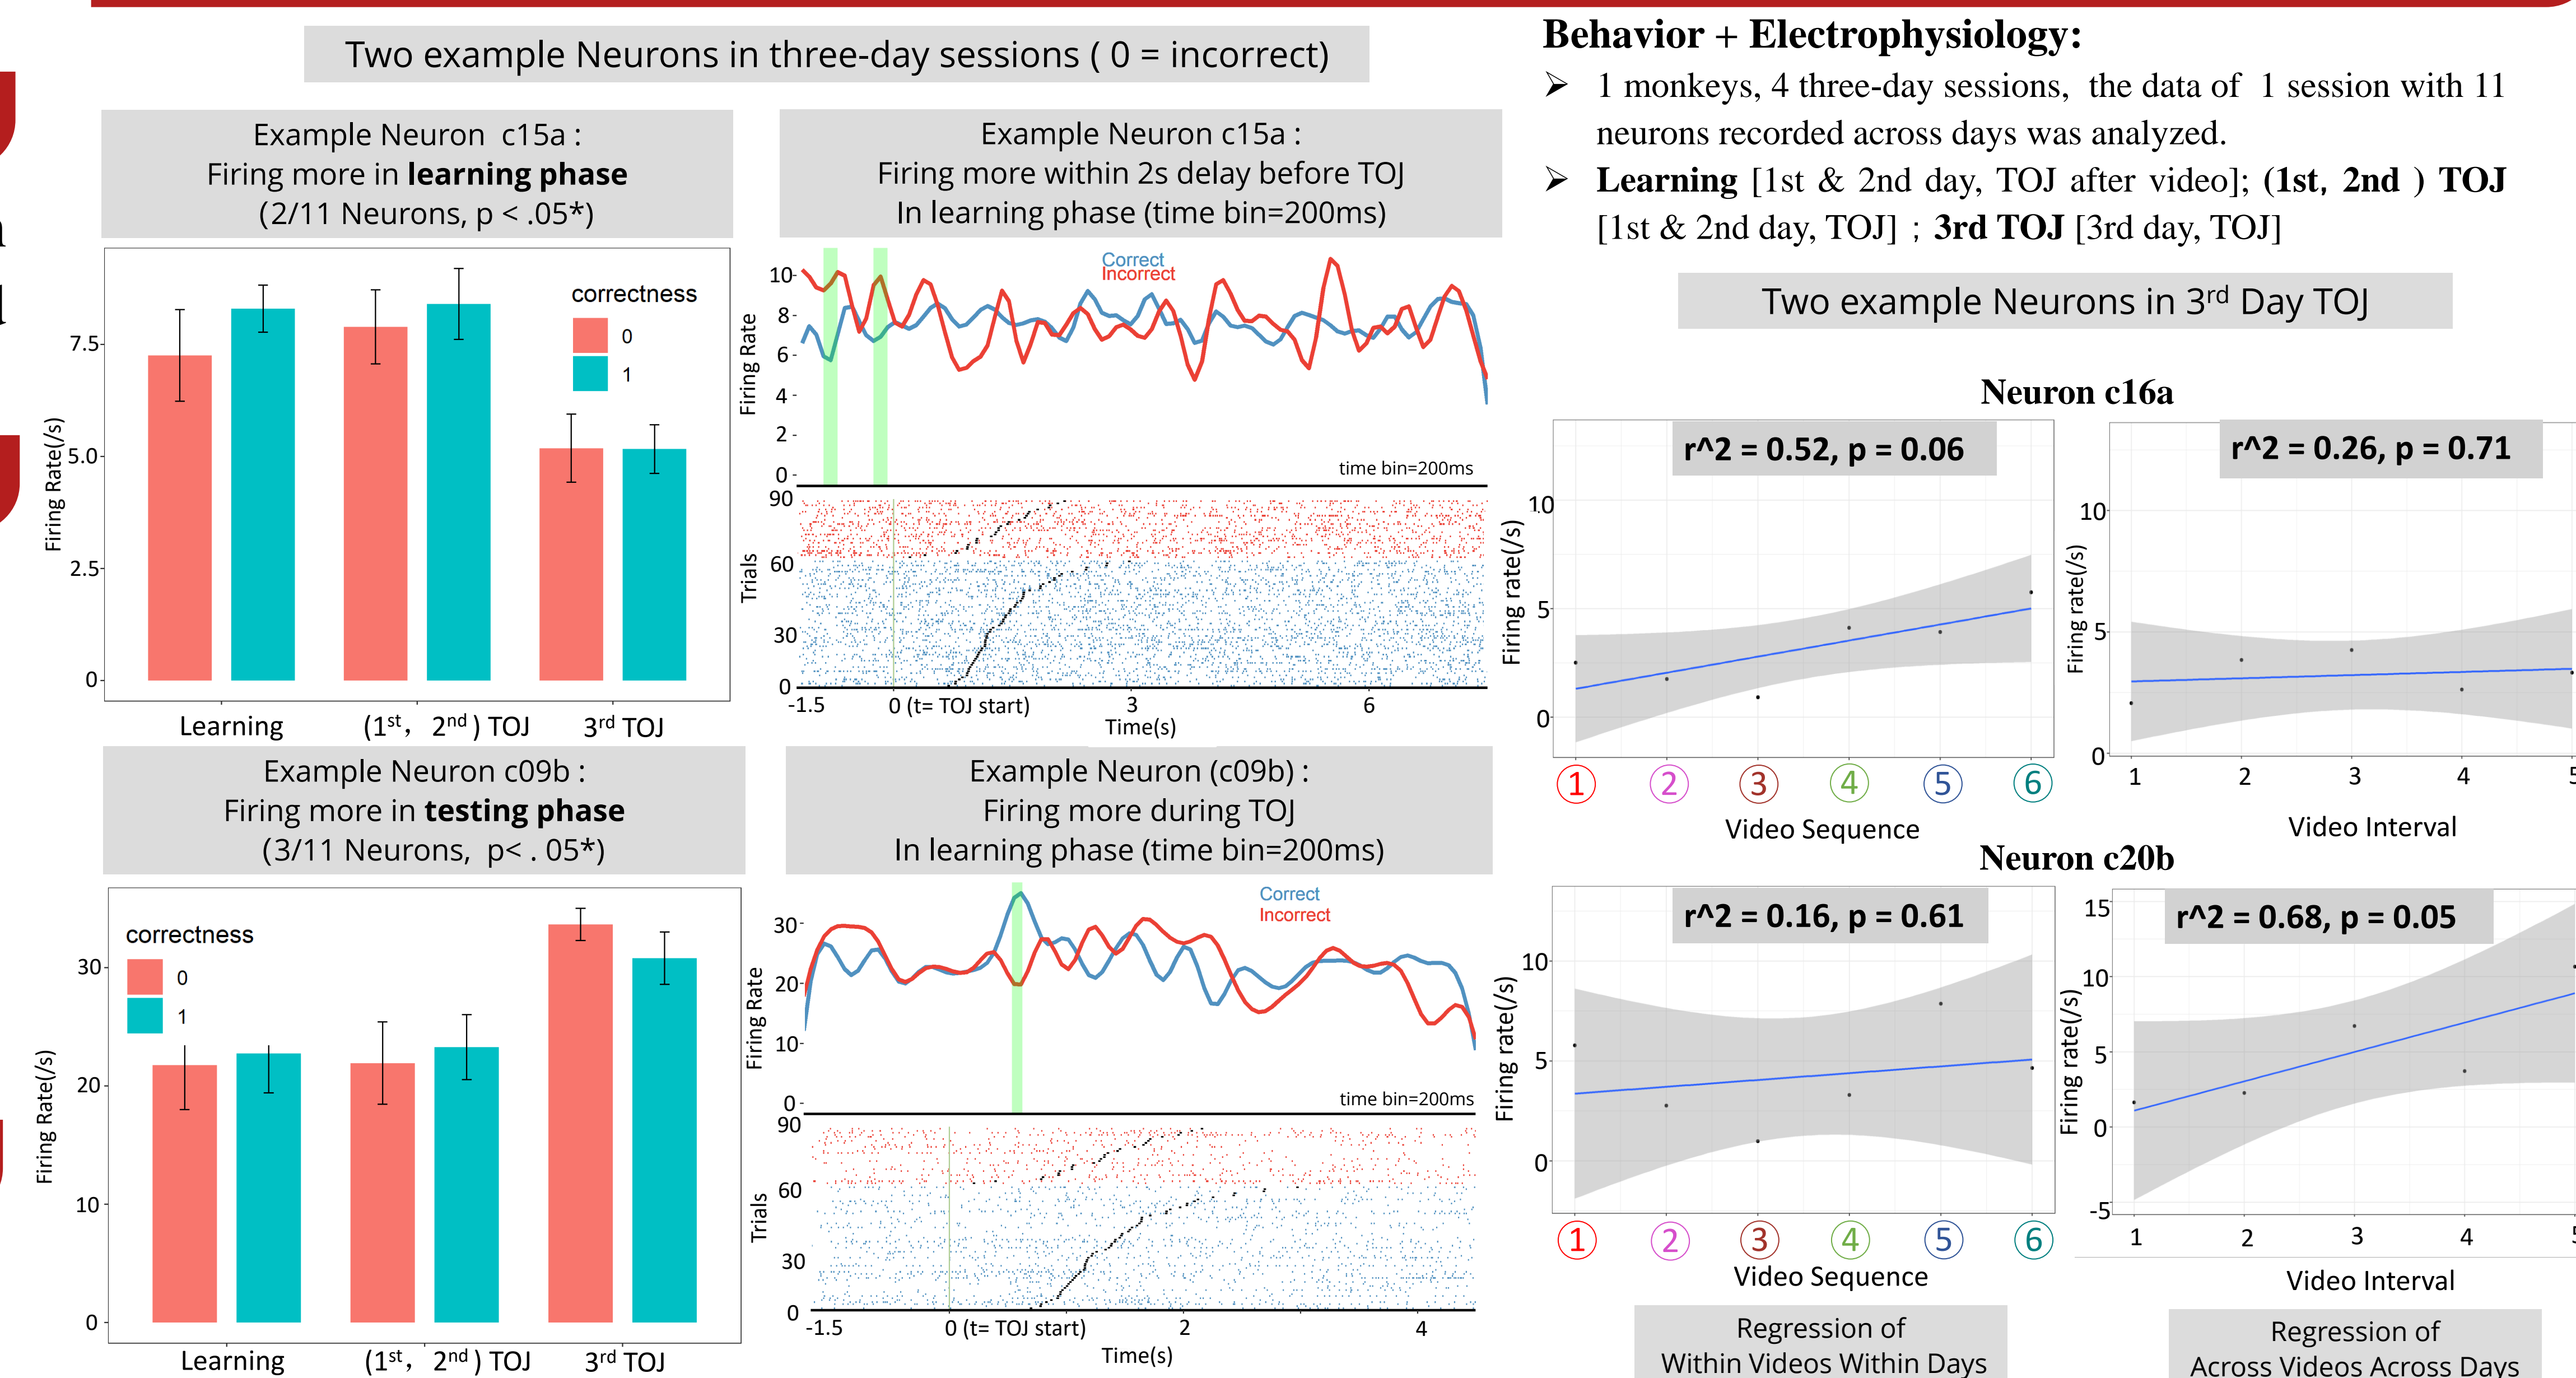 Two example Neurons in three-day sessions ( 0 = incorrect)
Example Neuron c15a :
Firing more in learning phase
(2/11 Neurons, p < .05*)
Firing Rate(/s)
7.5
5.0
2.5
0
correctness
0
1
Learning
(1st, 2nd ) TOJ
3rd TOJ
Example Neuron c15a :
Firing more within 2s delay before TOJ
In learning phase (time bin=200ms)
Correct
Incorrect
Firing Rate
10
8
6
4
2
0
time bin=200ms
Trials
90
60
30
0
-1.5
0 (t= TOJ start)
3
6
Time(s)
Example Neuron c09b :
Firing more in testing phase
(3/11 Neurons, p< . 05*)
correctness
0
1
Firing Rate(/s)
30
20
10
0
Learning
(1st, 2nd ) TOJ
3rd TOJ
Example Neuron (c09b) :
Firing more during TOJ
In learning phase (time bin=200ms)
Correct
Incorrect
Firing Rate
30
20
10
0
time bin=200ms
Trials
90
60
30
0
-1.5
0 (t= TOJ start)
2
4
Time(s)
Behavior + Electrophysiology:
➢ 1 monkeys, 4 three-day sessions, the data of 1 session with 11
neurons recorded across days was analyzed.
➢ Learning [1st & 2nd day, TOJ after video]; (1st, 2nd ) TOJ
[1st & 2nd day, TOJ] ; 3rd TOJ [3rd day, TOJ]
Two example Neurons in 3rd Day TOJ
Neuron c16a
r^2 = 0.52, p = 0.06
Firing rate(/s)
10
5
0
1 2 3 4 5 6
Video Sequence
r^2 = 0.26, p = 0.71
Firing rate(/s)
10
5
0
1 2 3 4 5
Video Interval
Neuron c20b
r^2 = 0.16, p = 0.61
Firing rate(/s)
10
5
0
1 2 3 4 5 6
Video Sequence
Regression of
Within Videos Within Days
r^2 = 0.68, p = 0.05
Firing rate(/s)
15
10
5
0
-5
1 2 3 4 5
Video Interval
Regression of
Across Videos Across Days